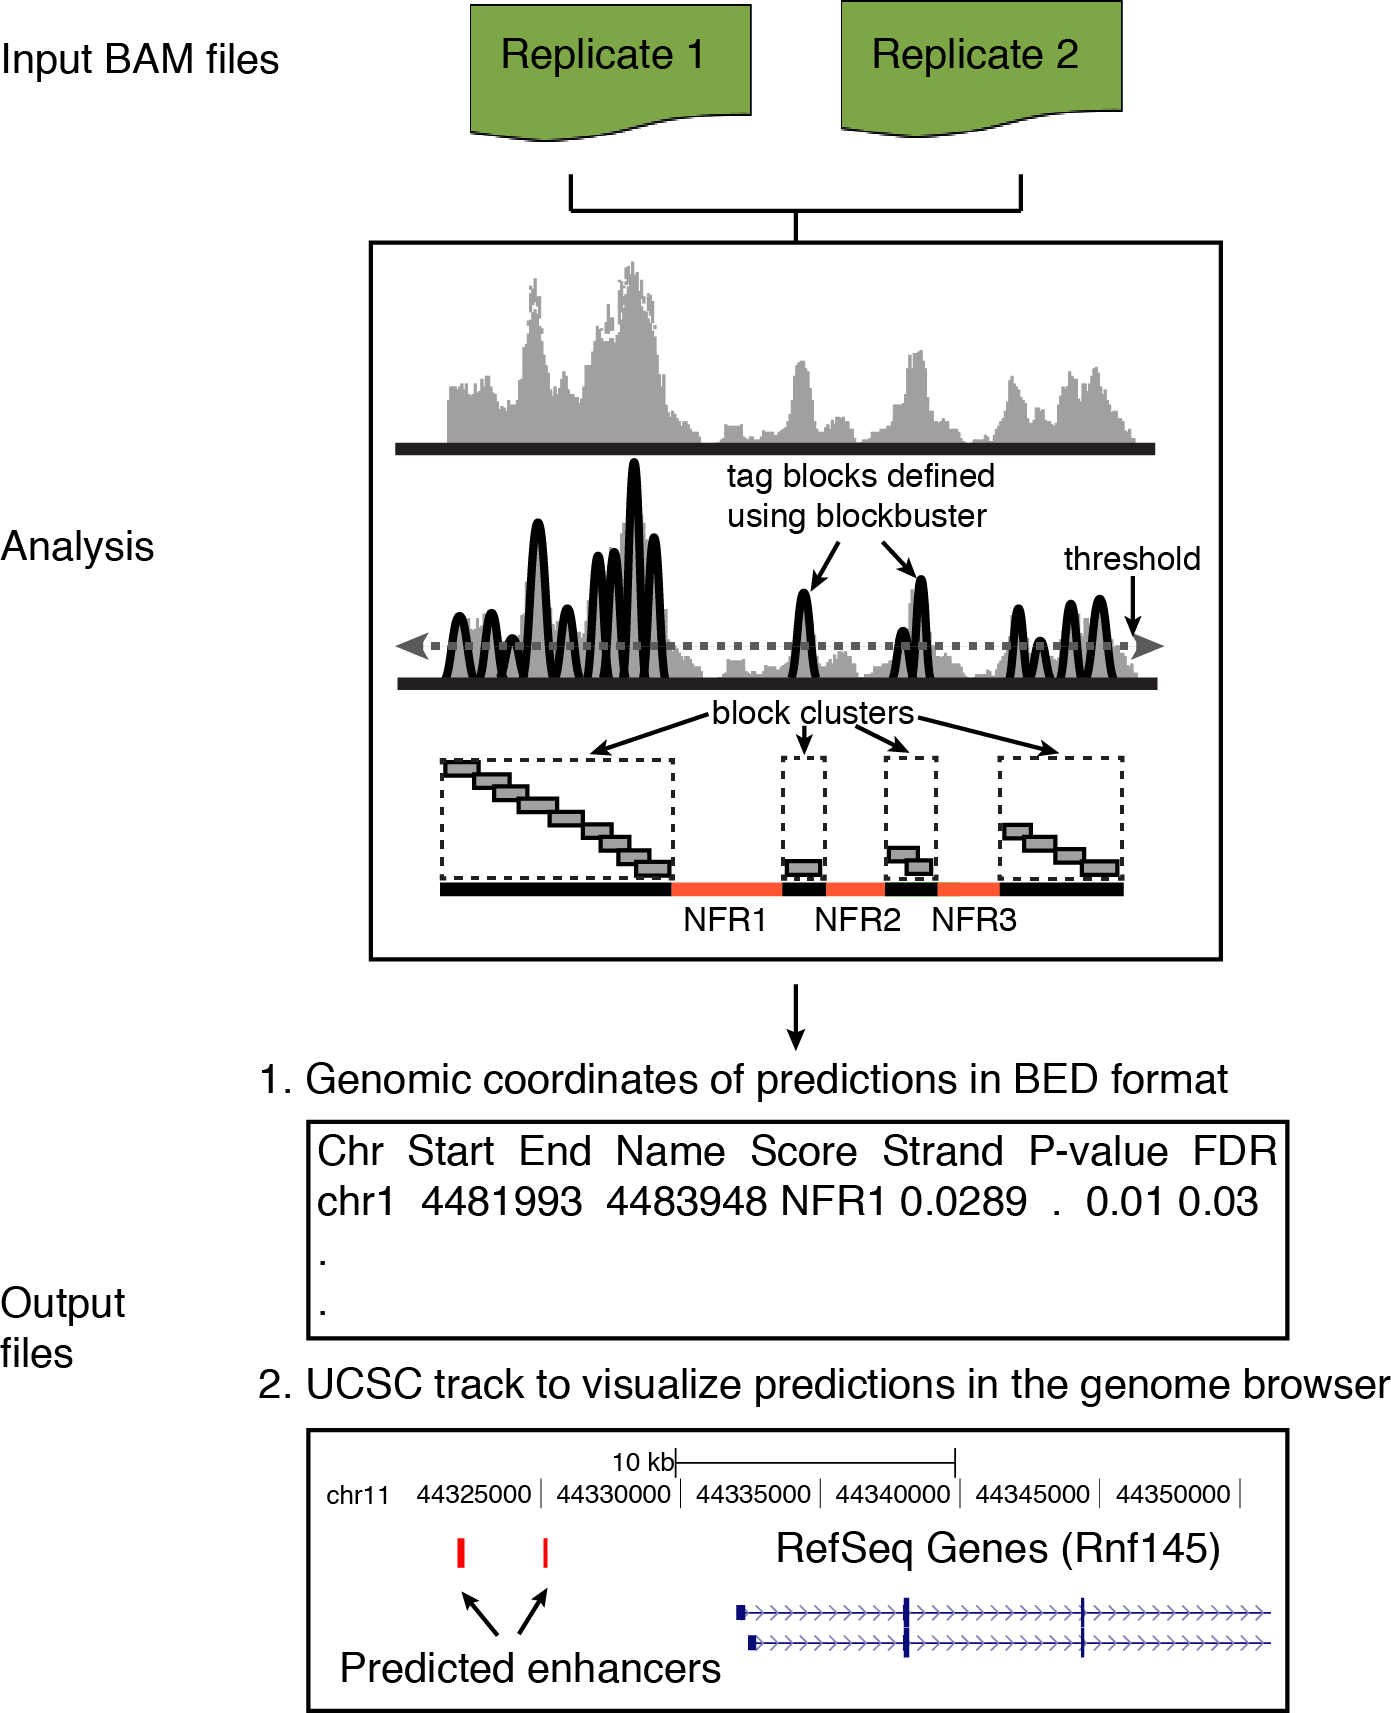 Input BAM files
Replicate 1
Replicate 2
Analysis
tag blocks defined
using blockbuster
threshold
block clusters
NFR1
NFR2
NFR3
1. Genomic coordinates of predictions in BED format
Chr Start End Name Score Strand P-value FDR
chr1 4481993 4483948 NFR1 0.0289 . 0.01 0.03
.
.
Output
files
2. UCSC track to visualize predictions in the genome browser
10 kb
chr11 44325000 44330000 44335000 44340000 44345000 44350000
RefSeq Genes (Rnf145)
Predicted enhancers